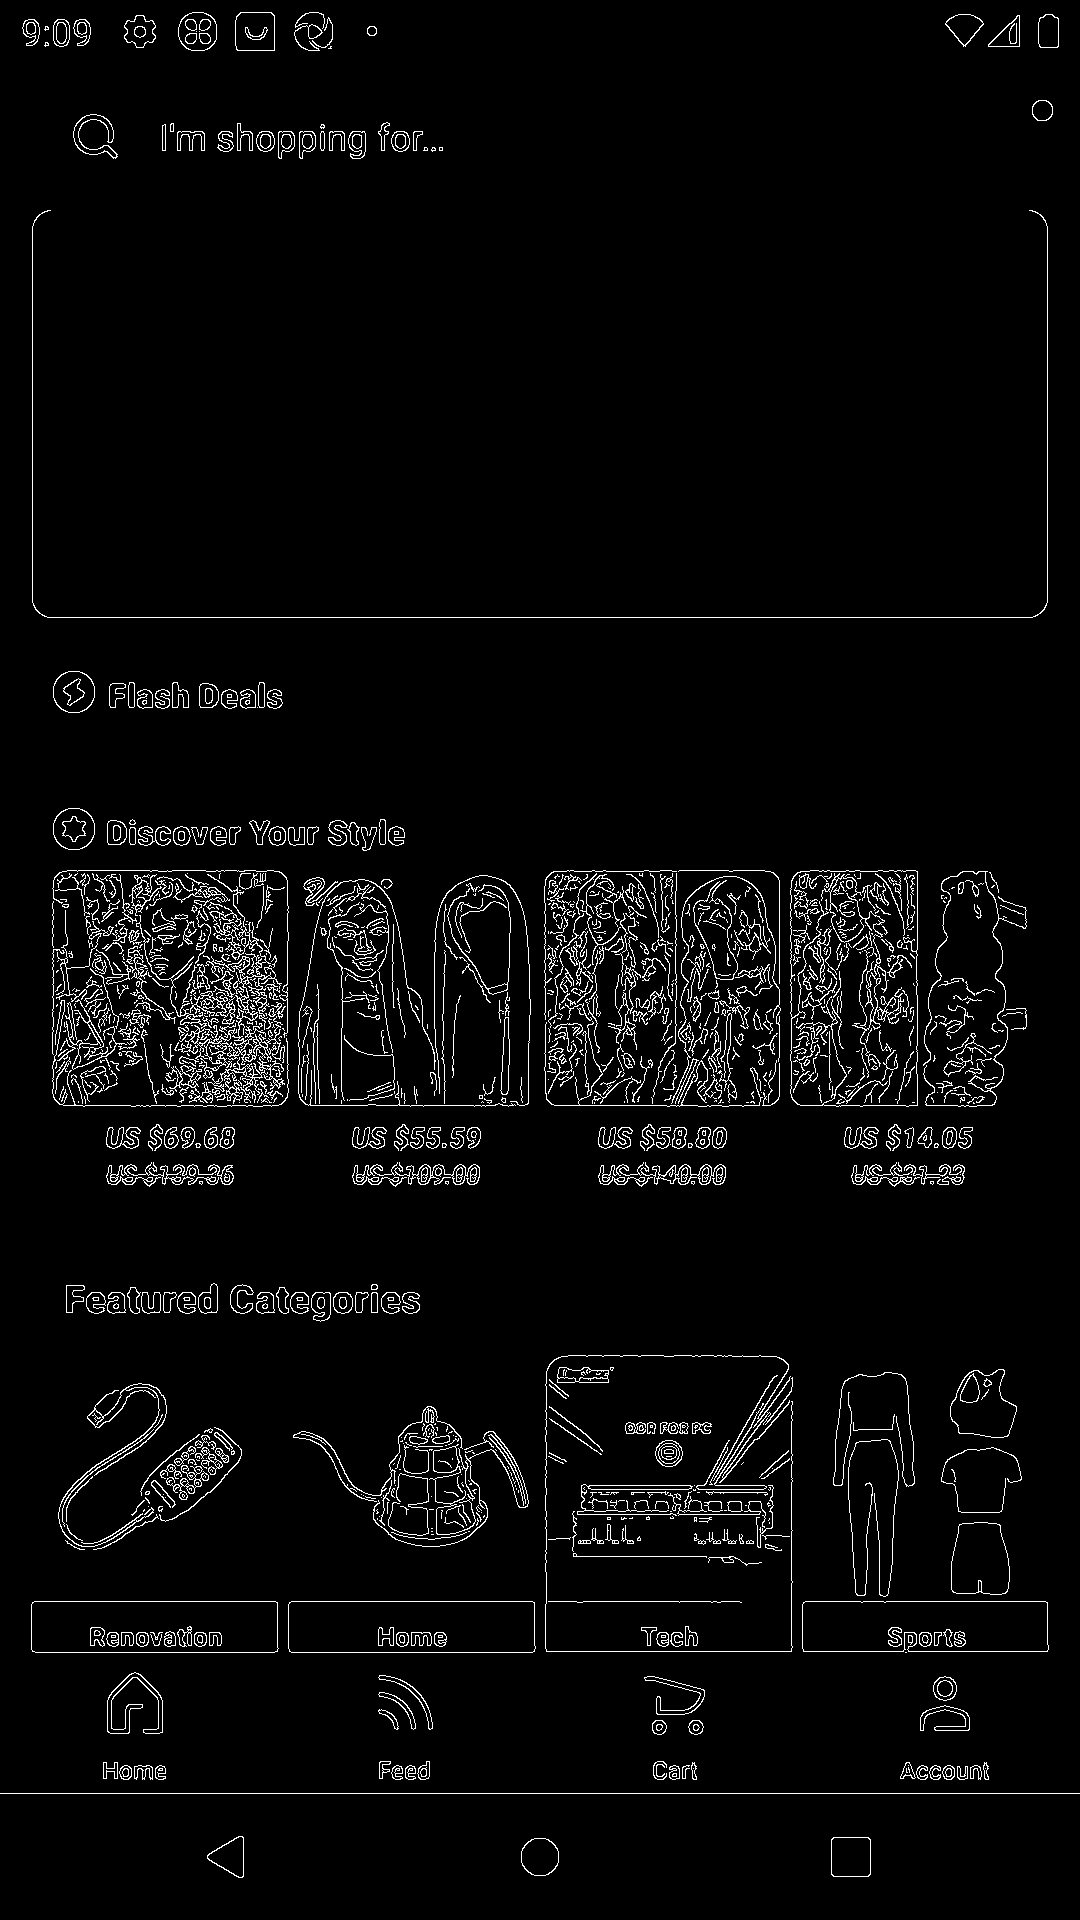 9:09
I'm shopping for...
Flash Deals
Discover Your Style
US $69.68 US $55.59 US $58.80 US $14.05
US $139.36 US $109.00 US $140.00 US $31.23
Featured Categories
DDR FOR PC
Renovation Home Tech Sports
Home Feed Cart Account